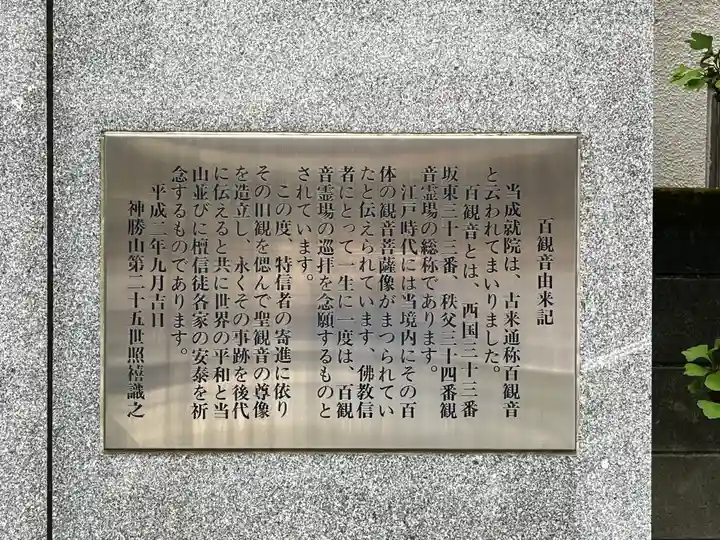 百観音由来記
当成就院は、古来通称百観音
と云われてまいりました。
百観音とは、西国三十三番
坂東三十三番、秩父三十四番観
音霊場の総称であります。
江戸時代には当境内にその百
体の観音菩薩像がまつられてい
たと伝えられています、佛教信
者にとって一生に一度は、百観
音霊場の巡拝を念願するものと
されています。
この度、特信者の寄進に依り
その旧観を偲んで聖観音の尊像
を造立し、永くその事跡を後代
に伝えると共に世界の平和と当
山並びに檀信徒各家の安泰を祈
念するものであります。
平成二年九月吉日
神勝山第二十五世照禧識之